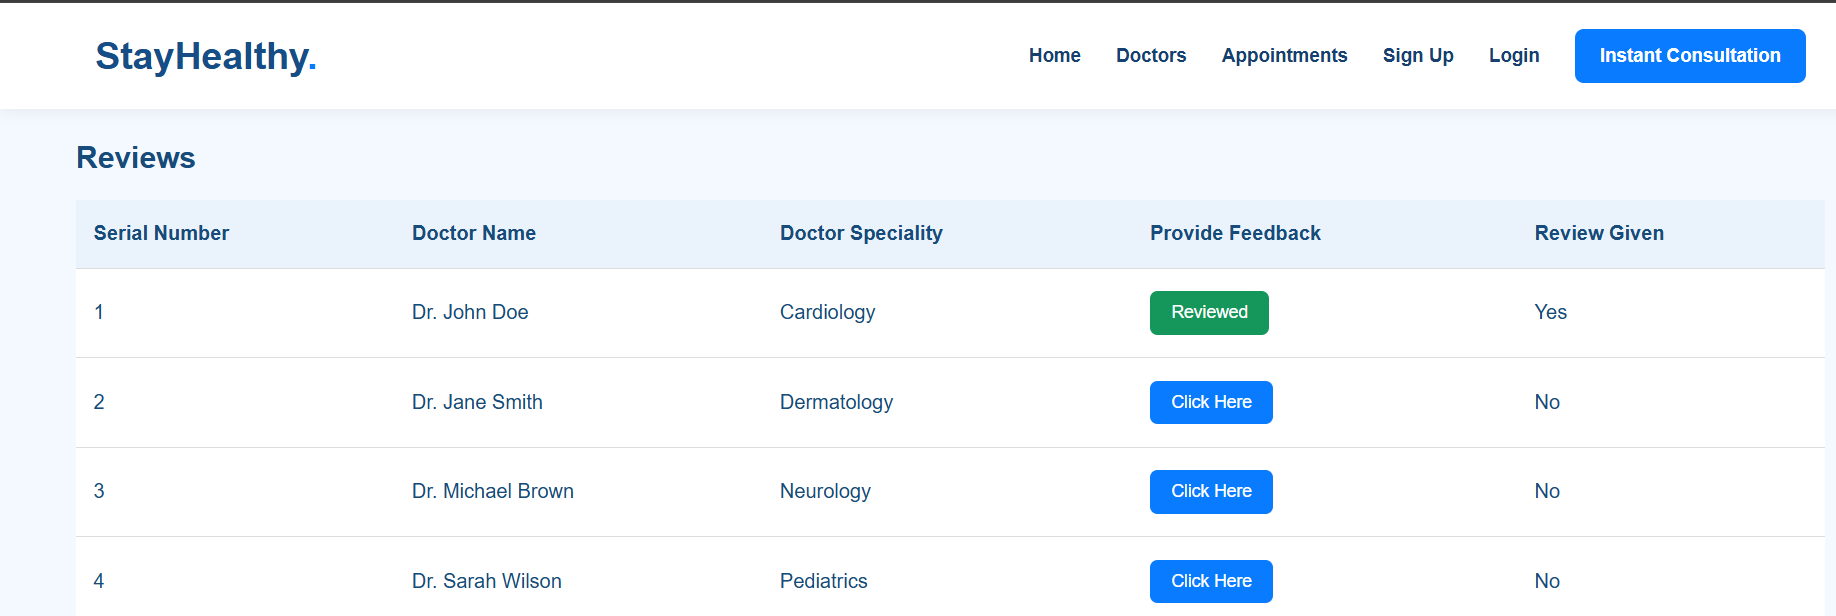 StayHealthy.
Home Doctors Appointments Sign Up Login Instant Consultation
Reviews
Serial Number Doctor Name Doctor Speciality Provide Feedback Review Given
1 Dr. John Doe Cardiology Reviewed Yes
2 Dr. Jane Smith Dermatology Click Here No
3 Dr. Michael Brown Neurology Click Here No
4 Dr. Sarah Wilson Pediatrics Click Here No